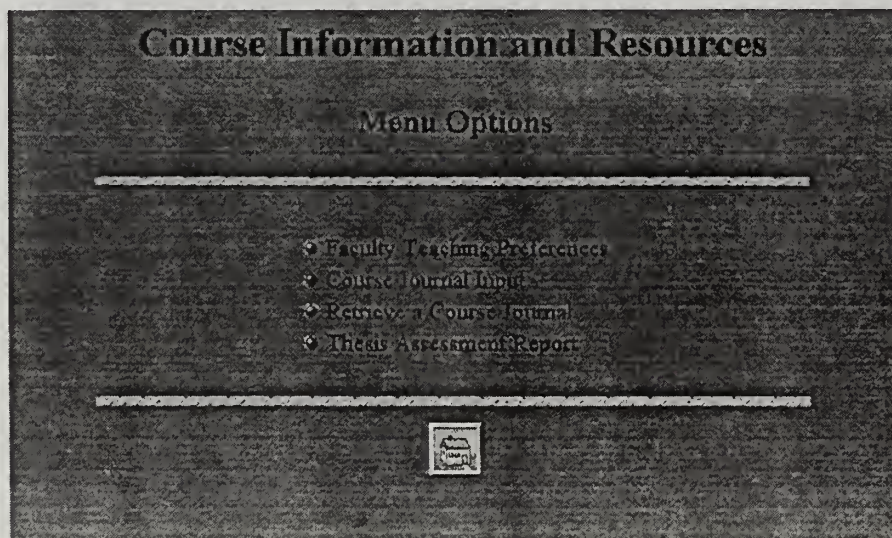 Course Information and Resources
Menu Options
Faculty Teaching Preferences
Course Journal Input
Retrieve a Course Journal
Thesis Assessment Report